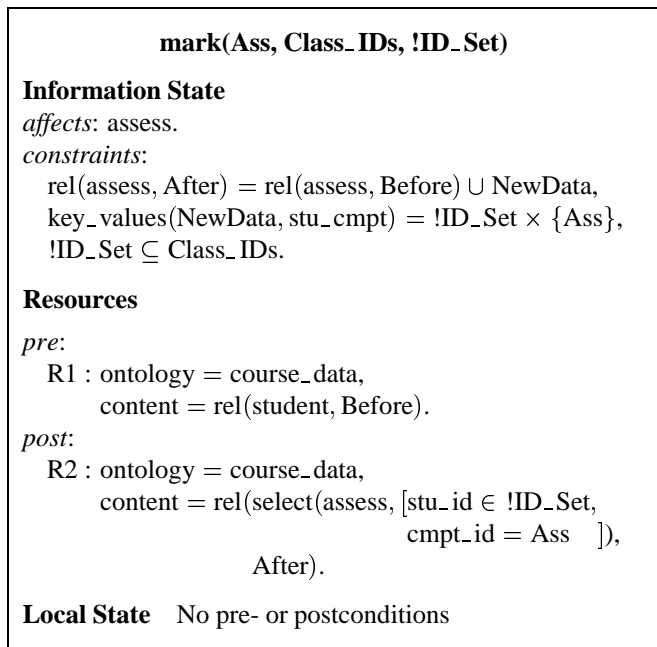 mark(Ass, Class_IDs, !ID_Set)
Information State
affects: assess.
constraints:
rel(assess, After) = rel(assess, Before) ∪ NewData,
key_values(NewData, stu_cmpt) = !ID_Set × {Ass},
!ID_Set ⊆ Class_IDs.
Resources
pre:
R1 : ontology = course_data,
content = rel(student, Before).
post:
R2 : ontology = course_data,
content = rel(select(assess, [stu_id ∈ !ID_Set,
cmpt_id = Ass ]),
After).
Local State No pre- or postconditions